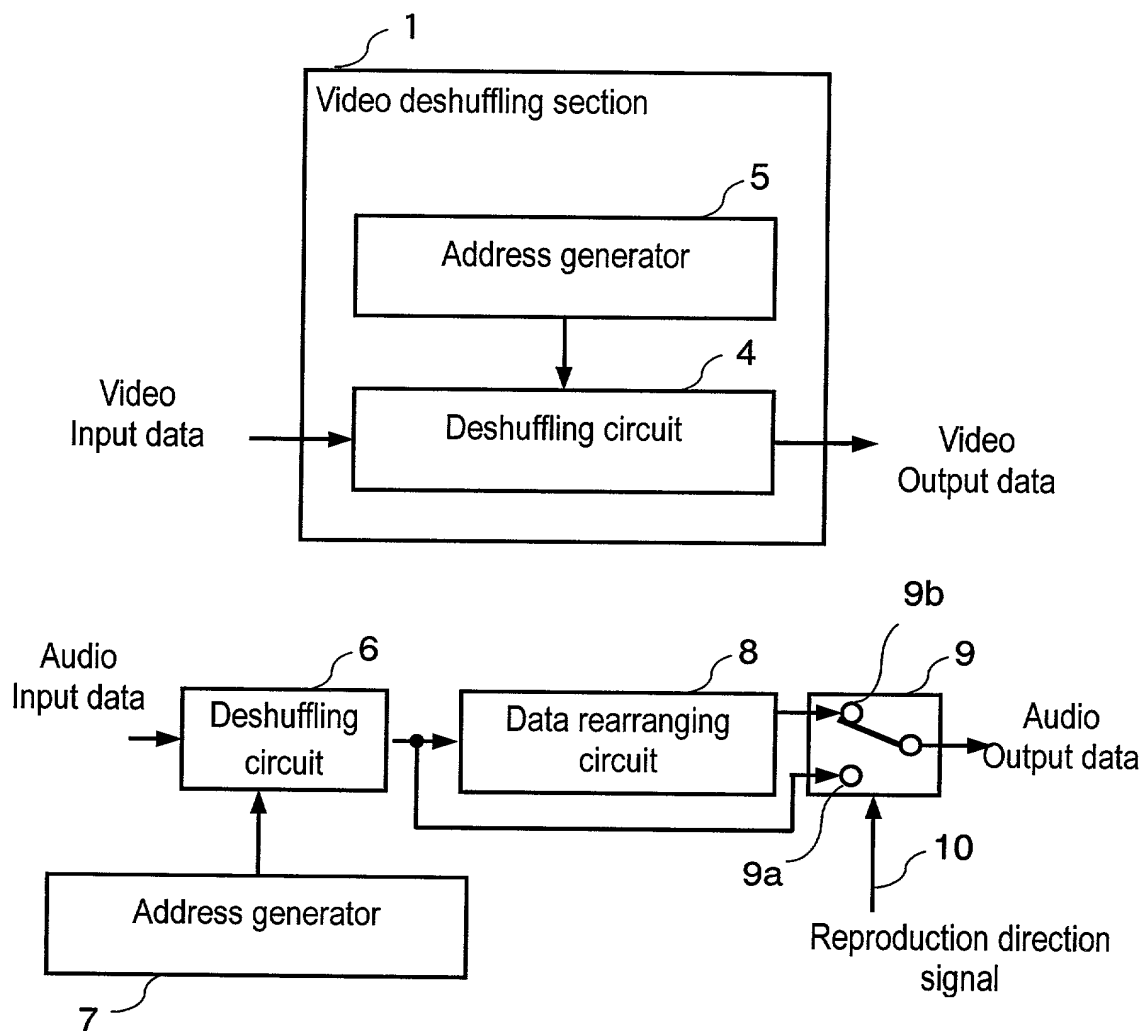 1
Video deshuffling section
5
Address generator
4
Video
Input data
Deshuffling circuit
Video
Output data
9b
Audio
Input data
6
8
9
Deshuffling
circuit
Data rearranging
circuit
Audio
Output data
9a
10
Address generator
Reproduction direction
signal
7